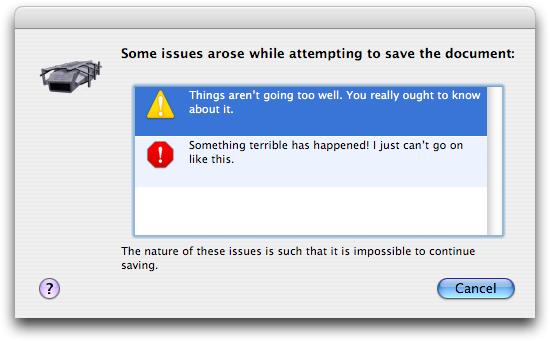 Some issues arose while attempting to save the document:
Things aren’t going too well. You really ought to know
about it.
Something terrible has happened! I just can’t go on
like this.
The nature of these issues is such that it is impossible to continue
saving.
?
Cancel